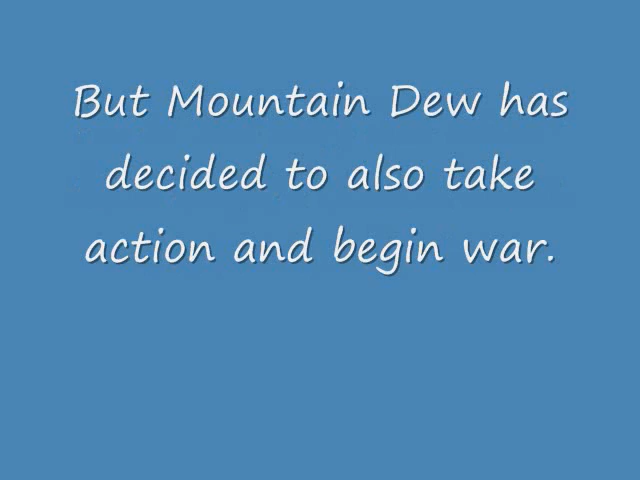 But Mountain Dew has
decided to also take
action and begin war.